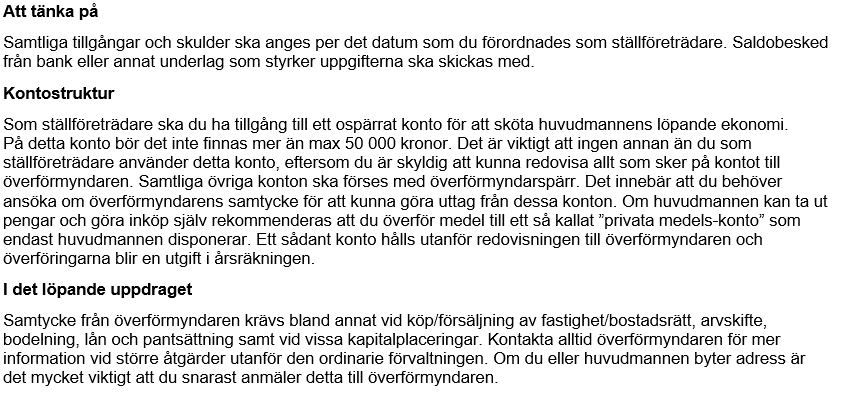 Att tänka på
Samtliga tillgångar och skulder ska anges per det datum som du förordnades som ställföreträdare. Saldobesked
från bank eller annat underlag som styrker uppgifterna ska skickas med.
Kontostruktur
Som ställföreträdare ska du ha tillgång till ett ospärrat konto för att sköta huvudmannens löpande ekonomi.
På detta konto bör det inte finnas mer än max 50 000 kronor. Det är viktigt att ingen annan än du som
ställföreträdare använder detta konto, eftersom du är skyldig att kunna redovisa allt som sker på kontot till
överförmyndaren. Samtliga övriga konton ska förses med överförmyndarspärr. Det innebär att du behöver
ansöka om överförmyndarens samtycke för att kunna göra uttag från dessa konton. Om huvudmannen kan ta ut
pengar och göra inköp själv rekommenderas att du överför medel till ett så kallat ”privata medels-konto” som
endast huvudmannen disponerar. Ett sådant konto hålls utanför redovisningen till överförmyndaren och
överföringarna blir en utgift i årsräkningen.
I det löpande uppdraget
Samtycke från överförmyndaren krävs bland annat vid köp/försäljning av fastighet/bostadsrätt, arvskifte,
bodelning, lån och pantsättning samt vid vissa kapitalplaceringar. Kontakta alltid överförmyndaren för mer
information vid större åtgärder utanför den ordinarie förvaltningen. Om du eller huvudmannen byter adress är
det mycket viktigt att du snarast anmäler detta till överförmyndaren.